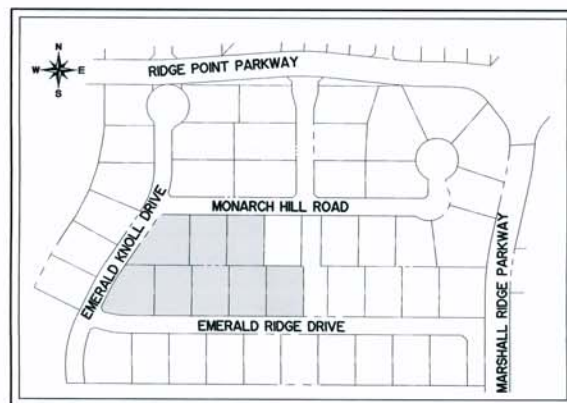 N
W E
S
RIDGE POINT PARKWAY
MONARCH HILL ROAD
EMERALD KNOLL DRIVE
MARSHALL RIDGE PARKWAY
EMERALD RIDGE DRIVE